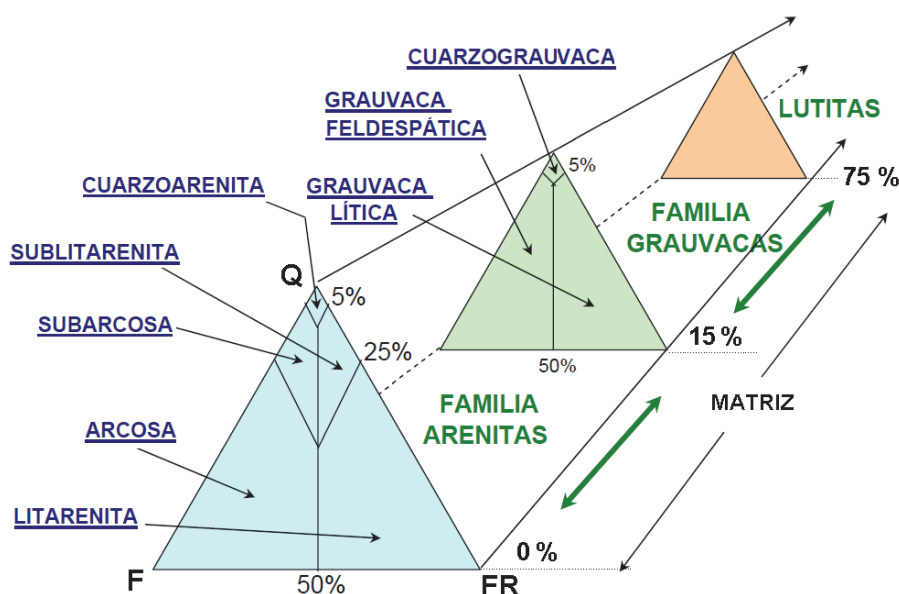 CUARZOGRAUVACA
GRAUVACA
FELDESPÁTICA
LUTITAS
5%
CUARZOARENITA
GRAUVACA
LÍTICA
75 %
FAMILIA
GRAUVACAS
SUBLITARENITA
Q
5%
SUBARCOSA
25%
15 %
50%
MATRIZ
FAMILIA
ARENITAS
ARCOSA
LITARENITA
0 %
F
50%
FR